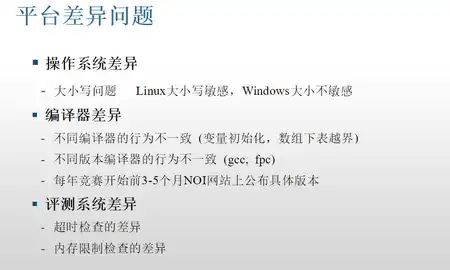 平台差异问题
▪ 操作系统差异
- 大小写问题 Linux大小写敏感，Windows大小不敏感
▪ 编译器差异
- 不同编译器的行为不一致 (变量初始化，数组下表越界)
- 不同版本编译器的行为不一致 (gcc, fpc)
- 每年竞赛开始前3-5个月NOI网站上公布具体版本
▪ 评测系统差异
- 超时检查的差异
- 内存限制检查的差异